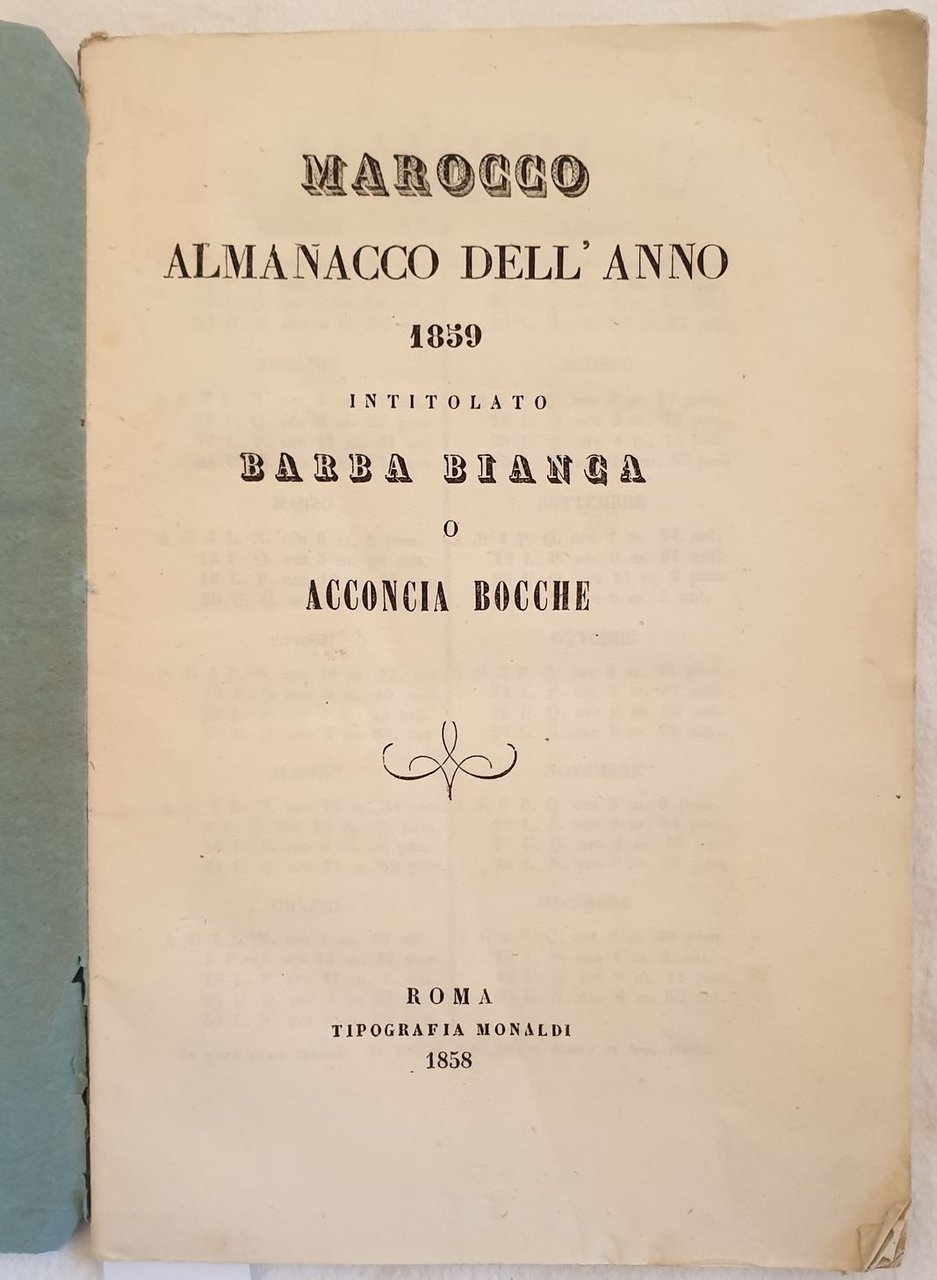 MAROCCO
ALMANACCO DELL' ANNO
1859
INTITOLATO
BARBA BIANCA
O
ACCONCIA BOCCHE
ROMA
TIPOGRAFIA MONALDI
1858